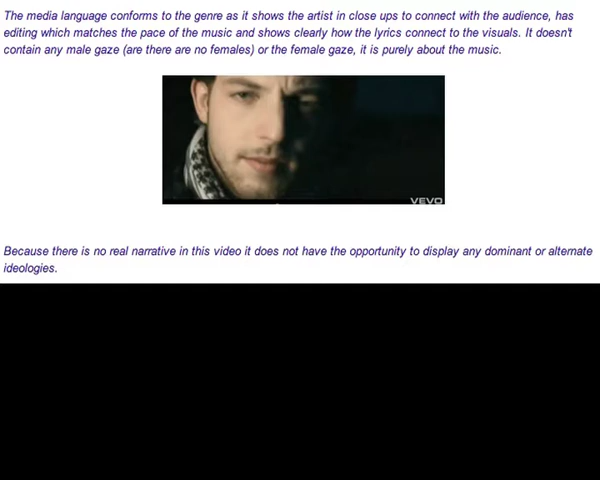 The media language conforms to the genre as it shows the artist in close ups to connect with the audience, has
editing which matches the pace of the music and shows clearly how the lyrics connect to the visuals. It doesn't
contain any male gaze (are there are no females) or the female gaze, it is purely about the music.
VEVO
Because there is no real narrative in this video it does not have the opportunity to display any dominant or alternate
ideologies.